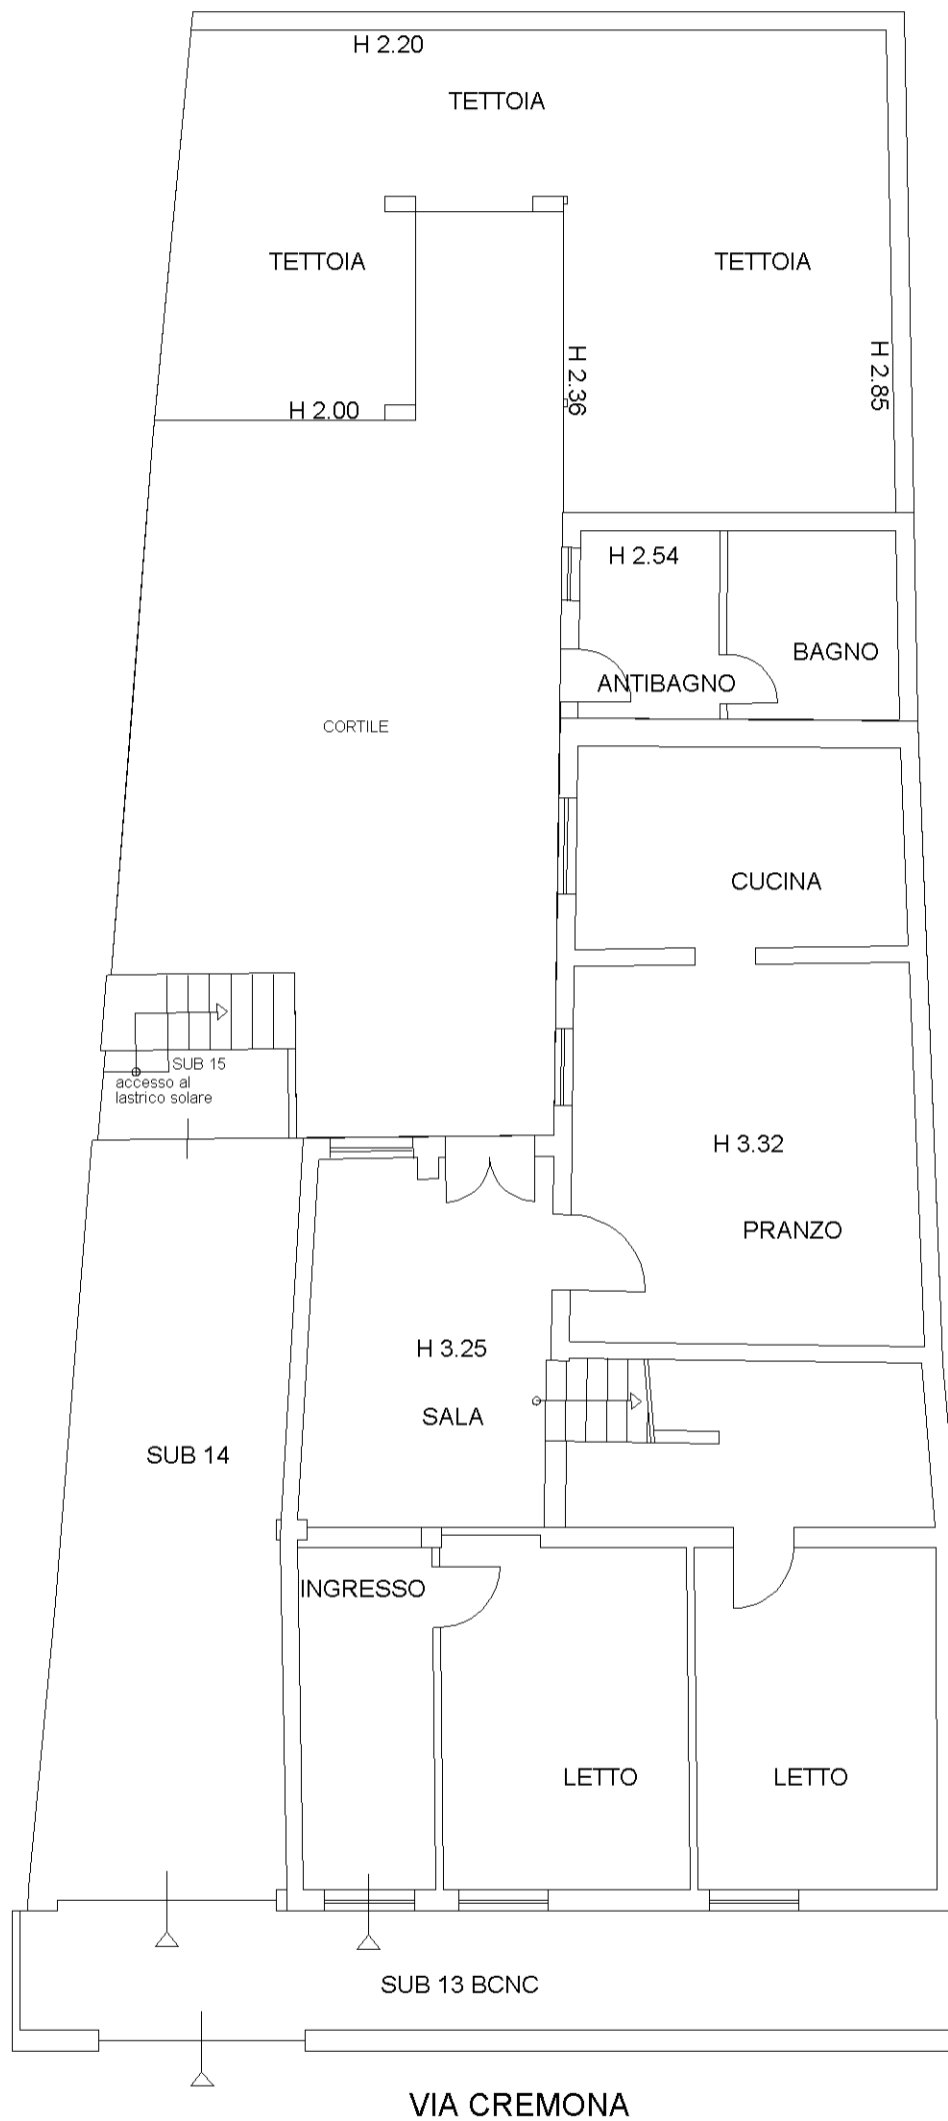 H 2.20
TETTOIA
TETTOIA
TETTOIA
H 2.36
H 2.85
H 2.00
H 2.54
BAGNO
ANTIBAGNO
CORTILE
CUCINA
SUB 15
accesso al
lastrico solare
H 3.32
PRANZO
H 3.25
SALA
SUB 14
INGRESSO
LETTO
LETTO
SUB 13 BCNC
VIA CREMONA